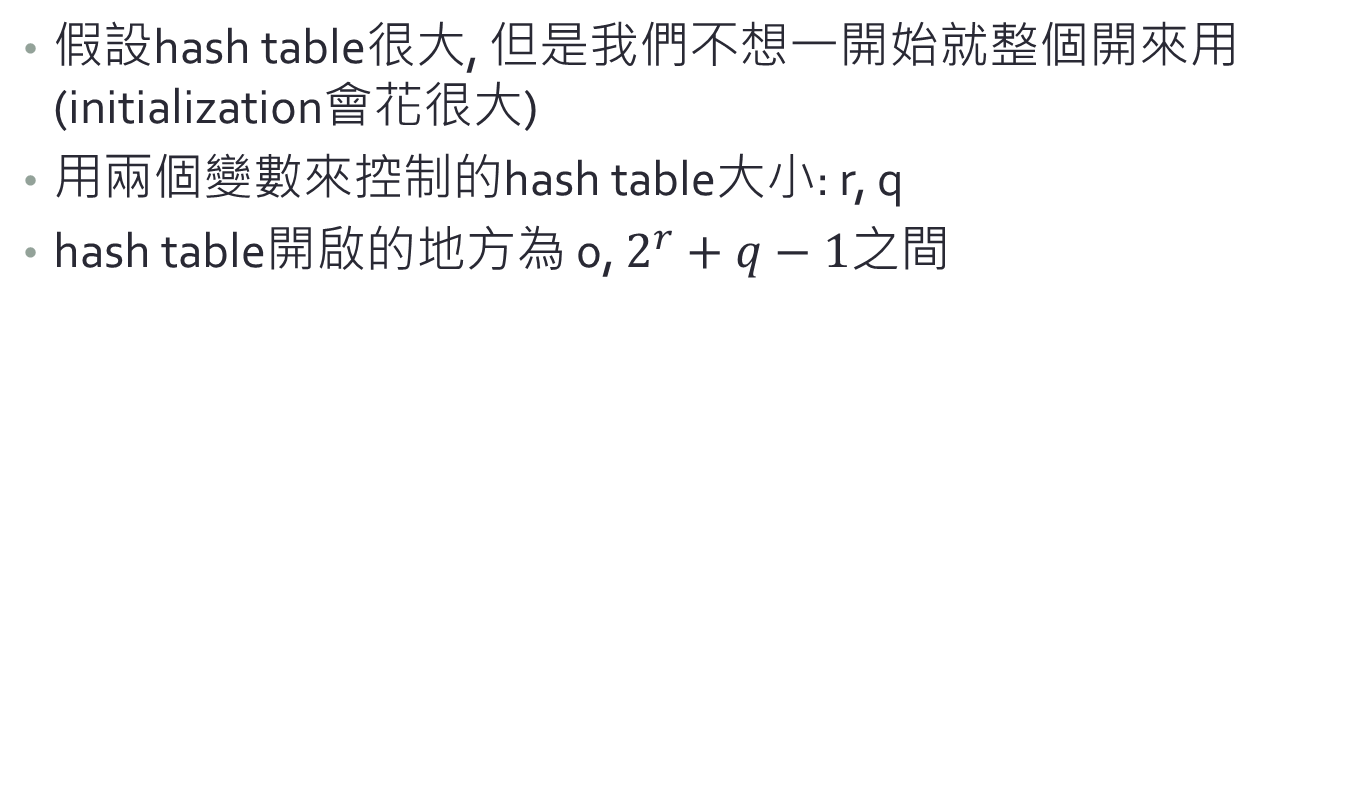 • 假設hash table很大, 但是我們不想一開始就整個開來用
(initialization會花很大)
• 用兩個變數來控制的hash table大小: r, q
• hash table開啟的地方為 0, 2^r + q − 1之間